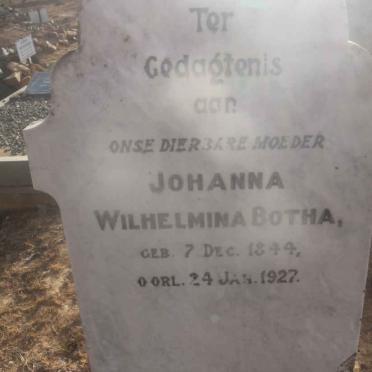 Ter
Gedagtenis
aan
ONSE DIERBARE MOEDER
JOHANNA
WILHELMINA BOTHA,
GEB. 7 DEC. 1844,
OORL. 24 JAN. 1927.